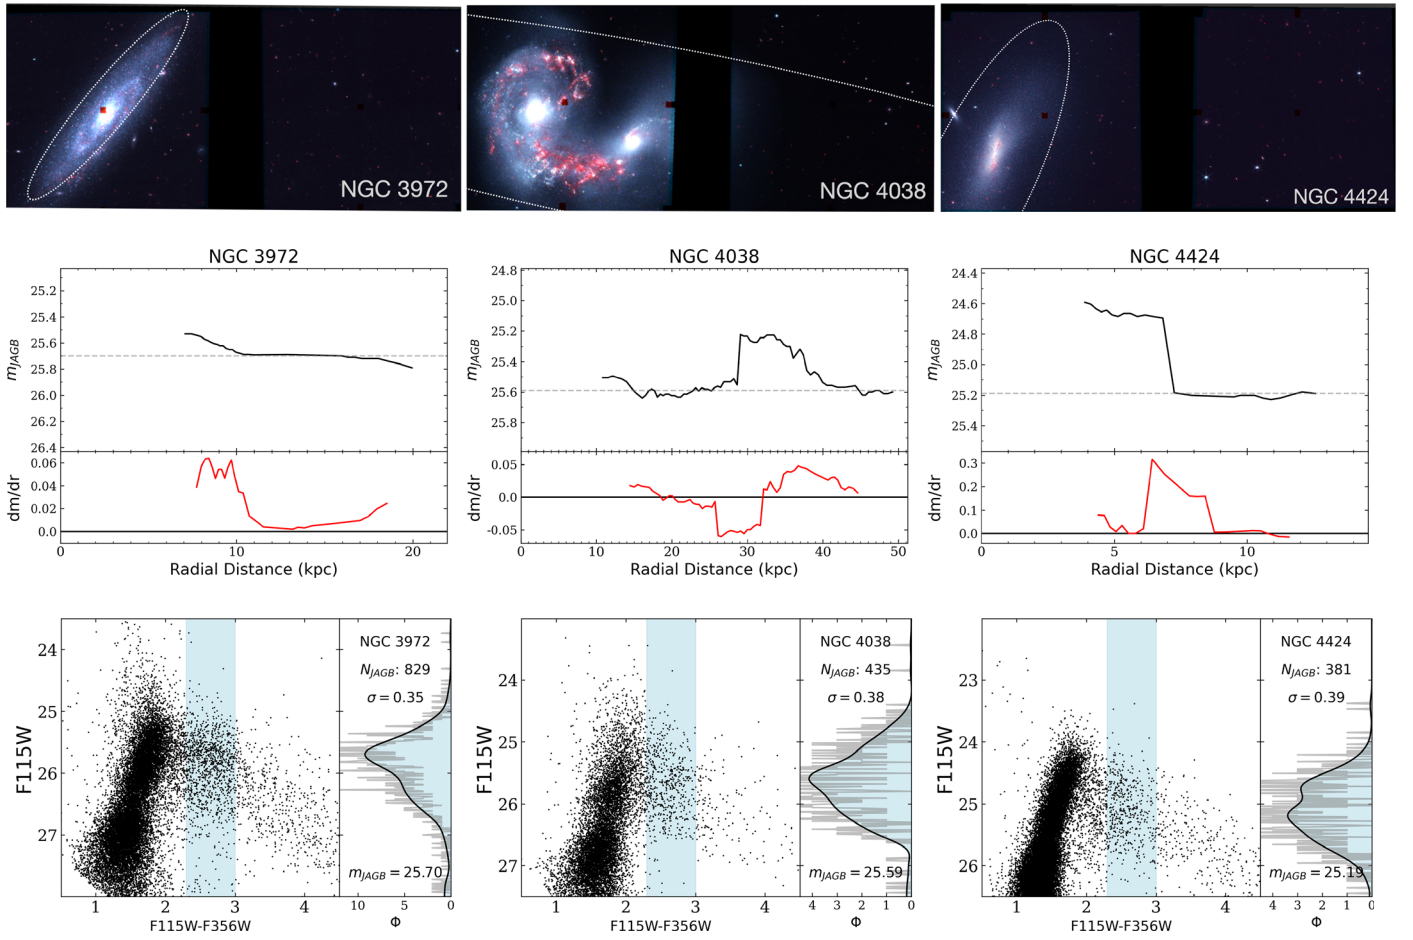 NGC 3972
NGC 4038
NGC 4424
NGC 3972
25.2
25.4
25.6
25.8
26.0
26.2
26.4
m_JAGB
0.06
0.04
0.02
0.0
dm/dr
0
10
20
Radial Distance (kpc)
NGC 4038
24.8
25.0
25.2
25.4
25.6
25.8
m_JAGB
0.05
0.0
-0.05
dm/dr
0
10
20
30
40
50
Radial Distance (kpc)
NGC 4424
24.4
24.6
24.8
25.0
25.2
25.4
m_JAGB
0.3
0.2
0.1
0.0
dm/dr
0
5
10
Radial Distance (kpc)
24
25
26
27
F115W
1
2
3
4
F115W-F356W
NGC 3972
N_JAGB: 829
σ = 0.35
m_JAGB = 25.70
10
5
0
Φ
24
25
26
27
F115W
1
2
3
4
F115W-F356W
NGC 4038
N_JAGB: 435
σ = 0.38
m_JAGB = 25.59
4
3
2
1
0
Φ
23
24
25
26
F115W
1
2
3
4
F115W-F356W
NGC 4424
N_JAGB: 381
σ = 0.39
m_JAGB = 25.19
4
3
2
1
0
Φ